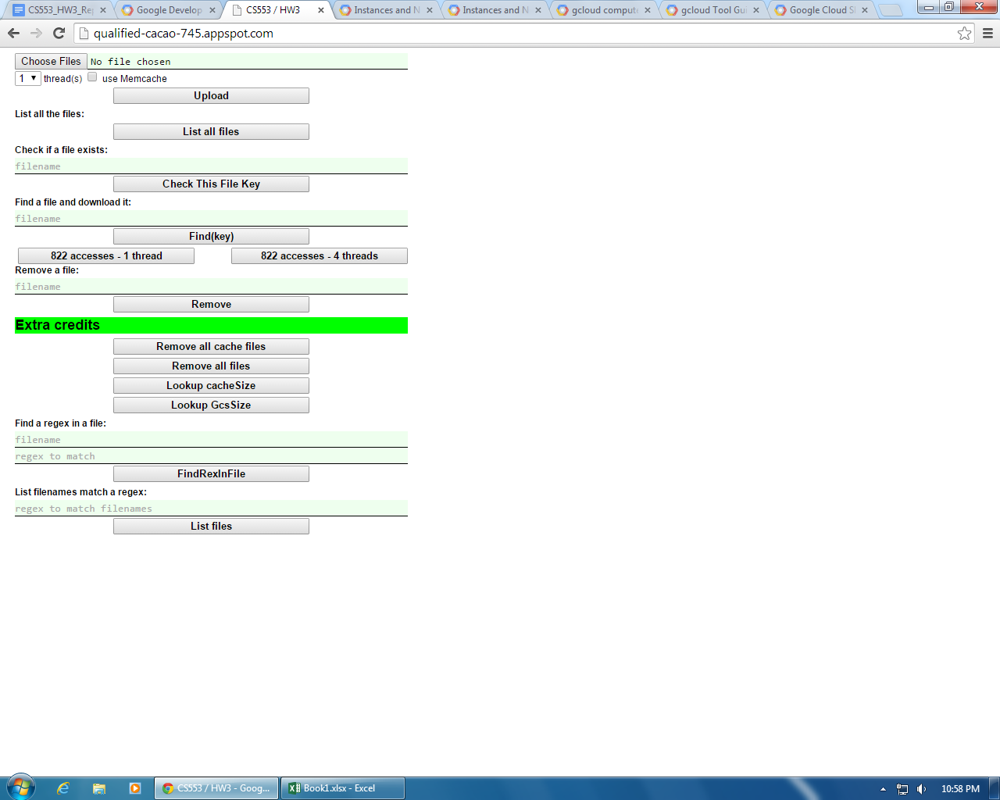 CS553_HW3_Rep
Google Develop
CS553 / HW3
Instances and N
Instances and N
gcloud compute
gcloud Tool Gui
Google Cloud S
qualified-cacao-745.appspot.com
Choose Files No file chosen
1 thread(s) use Memcache
Upload
List all the files:
List all files
Check if a file exists:
filename
Check This File Key
Find a file and download it:
filename
Find(key)
822 accesses - 1 thread 822 accesses - 4 threads
Remove a file:
filename
Remove
Extra credits
Remove all cache files
Remove all files
Lookup cacheSize
Lookup GcsSize
Find a regex in a file:
filename
regex to match
FindRexInFile
List filenames match a regex:
regex to match filenames
List files
CS553 / HW3 - Goog... Book1.xlsx - Excel 10:58 PM